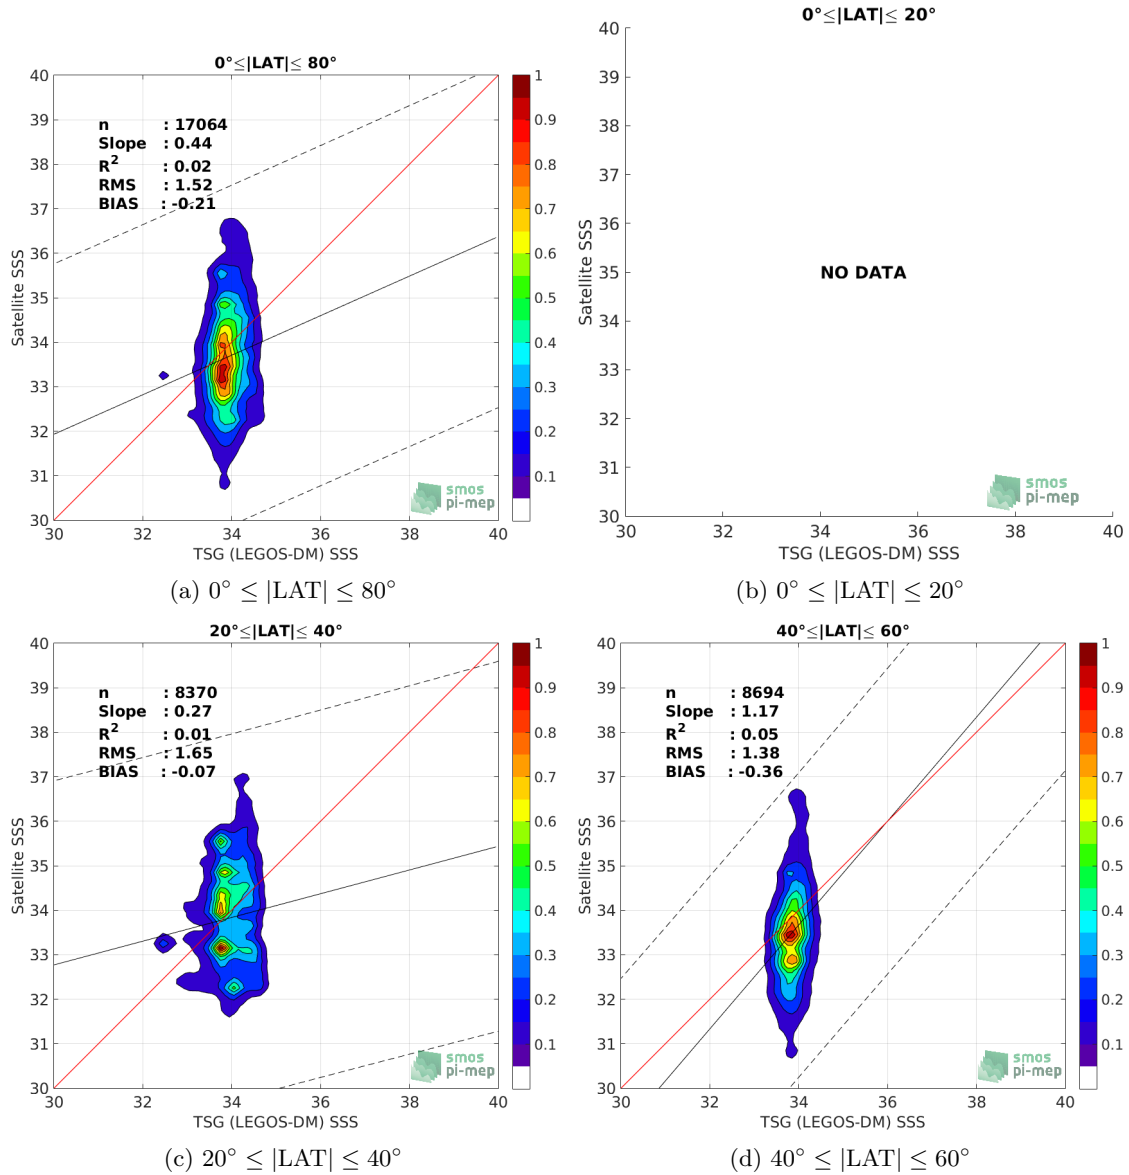 0°≤|LAT|≤ 80°
40
39
38
37
36
35
34
33
32
31
30
Satellite SSS
n : 17064
Slope : 0.44
R² : 0.02
RMS : 1.52
BIAS : -0.21
smos
pi-mep
30 32 34 36 38 40
TSG (LEGOS-DM) SSS
1
0.9
0.8
0.7
0.6
0.5
0.4
0.3
0.2
0.1
(a) 0° ≤ |LAT| ≤ 80°
0°≤|LAT|≤ 20°
40
39
38
37
36
35
34
33
32
31
30
Satellite SSS
NO DATA
smos
pi-mep
30 32 34 36 38 40
TSG (LEGOS-DM) SSS
(b) 0° ≤ |LAT| ≤ 20°
20°≤|LAT|≤ 40°
40
39
38
37
36
35
34
33
32
31
30
Satellite SSS
n : 8370
Slope : 0.27
R² : 0.01
RMS : 1.65
BIAS : -0.07
smos
pi-mep
30 32 34 36 38 40
TSG (LEGOS-DM) SSS
1
0.9
0.8
0.7
0.6
0.5
0.4
0.3
0.2
0.1
(c) 20° ≤ |LAT| ≤ 40°
40°≤|LAT|≤ 60°
40
39
38
37
36
35
34
33
32
31
30
Satellite SSS
n : 8694
Slope : 1.17
R² : 0.05
RMS : 1.38
BIAS : -0.36
smos
pi-mep
30 32 34 36 38 40
TSG (LEGOS-DM) SSS
1
0.9
0.8
0.7
0.6
0.5
0.4
0.3
0.2
0.1
(d) 40° ≤ |LAT| ≤ 60°